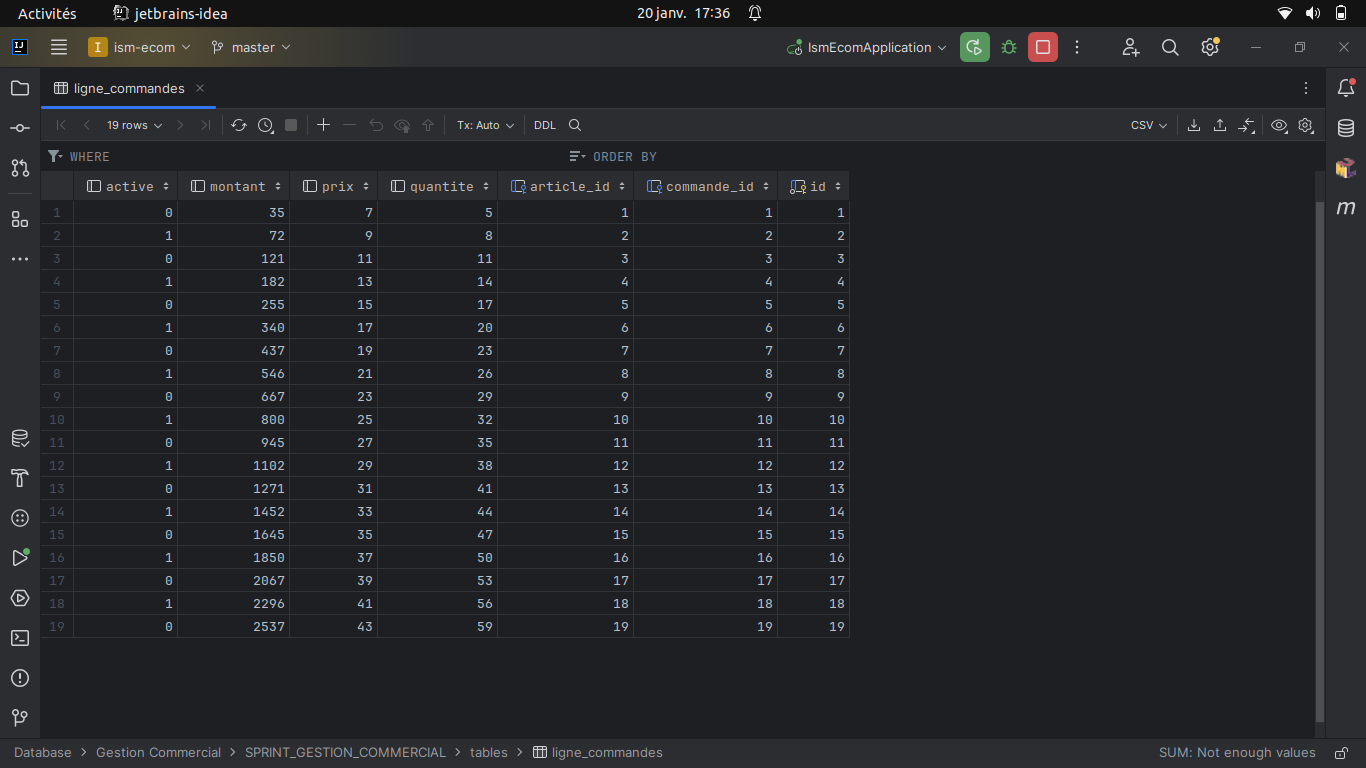 Activités jetbrains-idea 20 janv. 17:36
IJ I ism-ecom master IsmEcomApplication
ligne_commandes
19 rows Tx: Auto DDL CSV
WHERE ORDER BY
active montant prix quantite article_id commande_id id
1 0 35 7 5 1 1 1
2 1 72 9 8 2 2 2
3 0 121 11 11 3 3 3
4 1 182 13 14 4 4 4
5 0 255 15 17 5 5 5
6 1 340 17 20 6 6 6
7 0 437 19 23 7 7 7
8 1 546 21 26 8 8 8
9 0 667 23 29 9 9 9
10 1 800 25 32 10 10 10
11 0 945 27 35 11 11 11
12 1 1102 29 38 12 12 12
13 0 1271 31 41 13 13 13
14 1 1452 33 44 14 14 14
15 0 1645 35 47 15 15 15
16 1 1850 37 50 16 16 16
17 0 2067 39 53 17 17 17
18 1 2296 41 56 18 18 18
19 0 2537 43 59 19 19 19
m
Database > Gestion Commercial > SPRINT_GESTION_COMMERCIAL > tables > ligne_commandes SUM: Not enough values